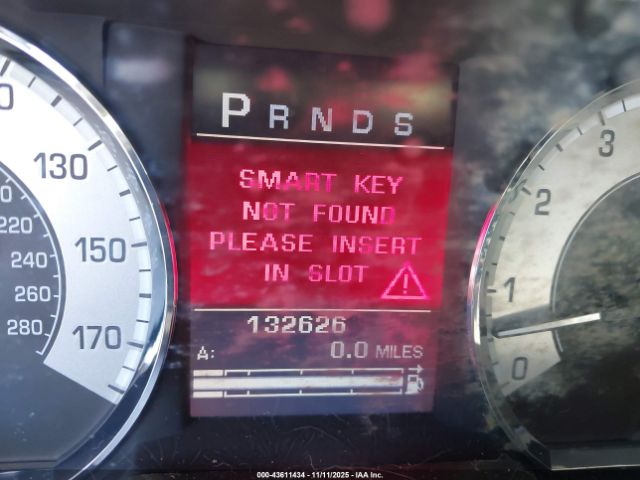 P R N D S
SMART KEY
NOT FOUND
PLEASE INSERT
IN SLOT
132626
A: 0.0 MILES
130
150
170
220
240
260
280
3
2
1
0
000-43611434 - 11/11/2025 - IAA Inc.